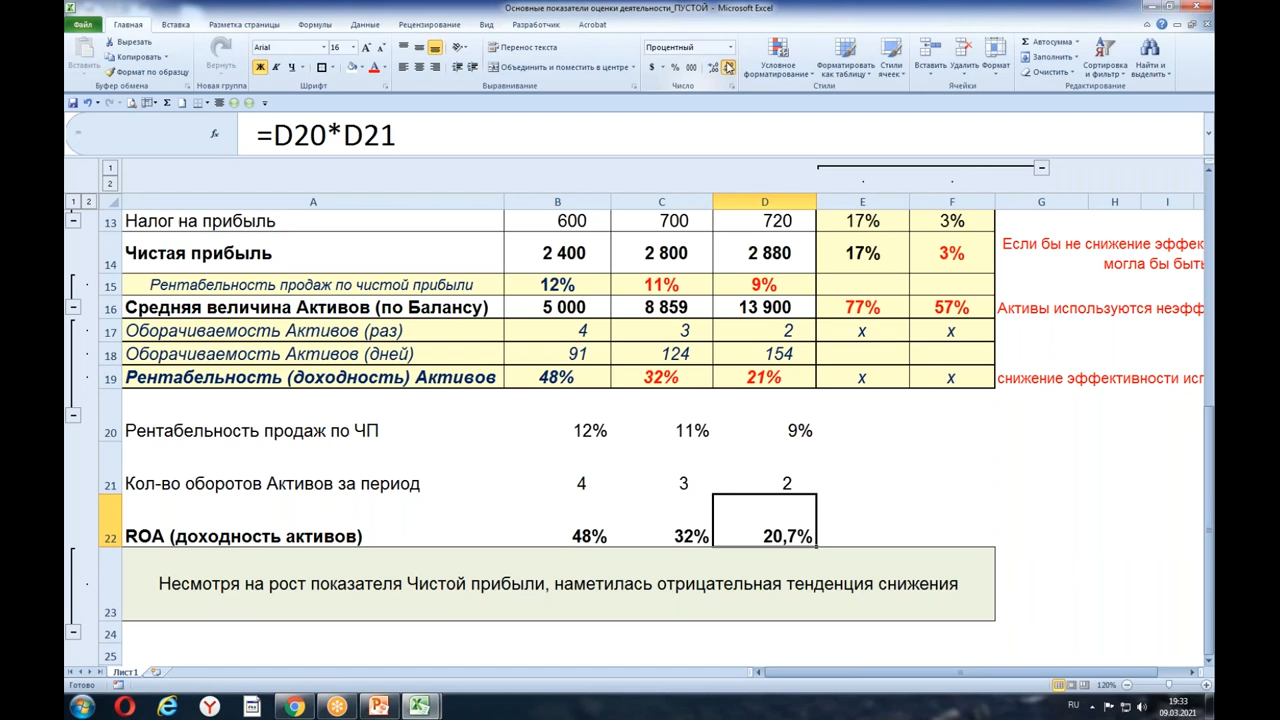 Основные показатели оценки деятельности_ПУСТОЙ - Microsoft Excel
Файл Главная Вставка Разметка страницы Формулы Данные Рецензирование Вид Разработчик Acrobat
Вставить Вырезать Копировать Формат по образцу
Буфер обмена
Вернуть
Новая группа
Arial 16
Ж К Ч
Шрифт
Перенос текста
Объединить и поместить в центре
Выравнивание
Процентный
% 000
Число
Условное форматирование
Форматировать как таблицу
Стили ячеек
Стили
Вставить Удалить Формат
Ячейки
Автосумма
Заполнить
Очистить
Сортировка и фильтр
Найти и выделить
Редактирование
fx =D20*D21
1
2
1 2 A B C D E F G H I
13 Налог на прибыль 600 700 720 17% 3%
14 Чистая прибыль 2 400 2 800 2 880 17% 3% Если бы не снижение эффек
могла бы быть
15 Рентабельность продаж по чистой прибыли 12% 11% 9%
16 Средняя величина Активов (по Балансу) 5 000 8 859 13 900 77% 57% Активы используются неэфф
17 Оборачиваемость Активов (раз) 4 3 2 x x
18 Оборачиваемость Активов (дней) 91 124 154
19 Рентабельность (доходность) Активов 48% 32% 21% x x снижение эффективности исп
20 Рентабельность продаж по ЧП 12% 11% 9%
21 Кол-во оборотов Активов за период 4 3 2
22 ROA (доходность активов) 48% 32% 20,7%
23 Несмотря на рост показателя Чистой прибыли, наметилась отрицательная тенденция снижения
24
25
Лист1
Готово 120%
RU 19:33
09.03.2021